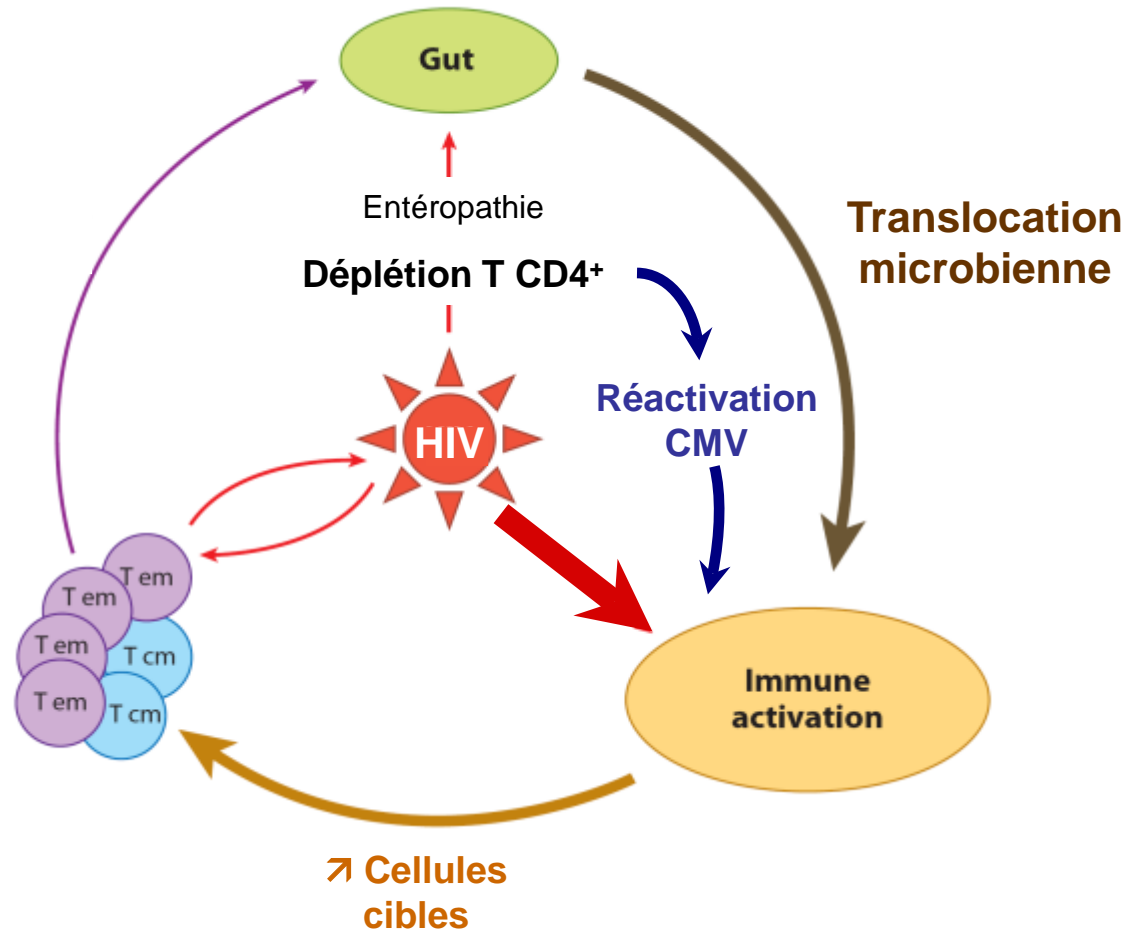 Gut
Entéropathie
Translocation
microbienne
Déplétion T CD4⁺
Réactivation
CMV
HIV
T em
T em
T em
T cm
T em
T cm
Immune
activation
↗ Cellules
cibles